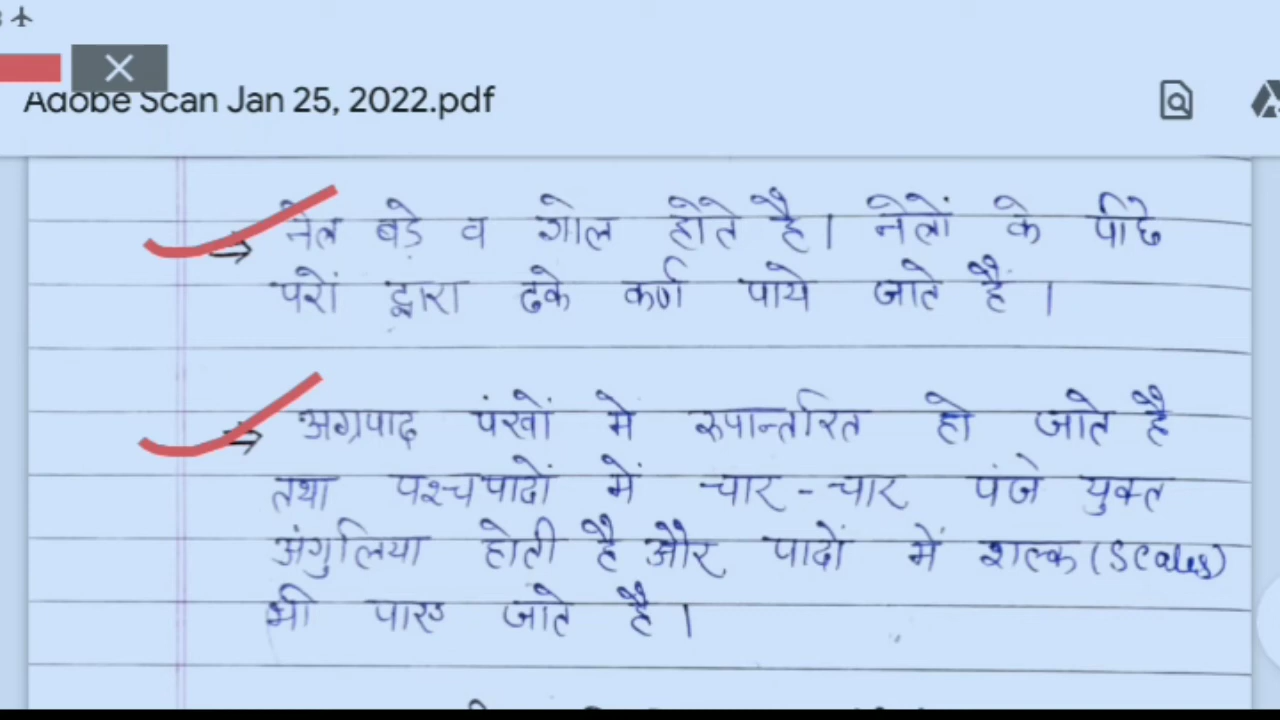 Adobe Scan Jan 25, 2022.pdf
→ नेत्र बड़े व गोल होते है। नेत्रों के पीछे
परों द्वारा ढके कर्ण पाये जाते हैं ।
→ अग्रपाद पंखों मे रुपान्तरित हो जाते है
तथा पश्चपादों में चार-चार पंजे युक्त
अंगुलिया होती है और पादों में शल्क (Scales)
भी पाए जाते है ।